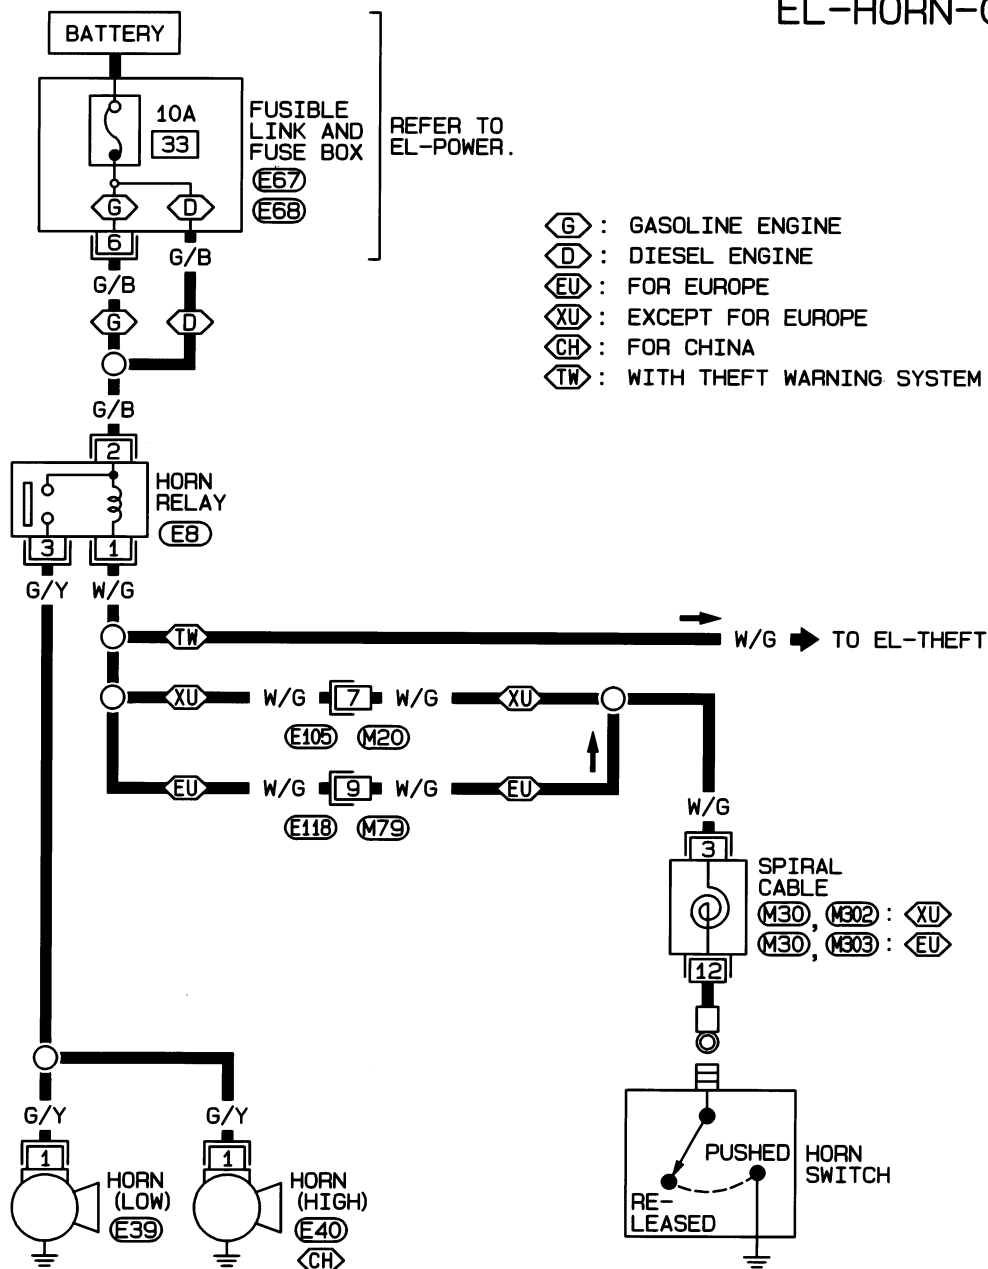 EL-HORN-
BATTERY
10A
33
FUSIBLE
LINK AND
FUSE BOX
E67
E68
REFER TO
EL-POWER.
G D
6
G/B
G/B
G D
G/B
G : GASOLINE ENGINE
D : DIESEL ENGINE
EU : FOR EUROPE
XU : EXCEPT FOR EUROPE
CH : FOR CHINA
TW : WITH THEFT WARNING SYSTEM
2
HORN
RELAY
E8
3 1
G/Y W/G
TW W/G TO EL-THEFT
XU W/G 7 W/G XU
E105 M20
EU W/G 9 W/G EU
E118 M79
W/G
3
SPIRAL
CABLE
M30, M302 : XU
M30, M303 : EU
12
G/Y G/Y
1 1
HORN
(LOW)
E39
HORN
(HIGH)
E40
CH
PUSHED
RE-
LEASED
HORN
SWITCH